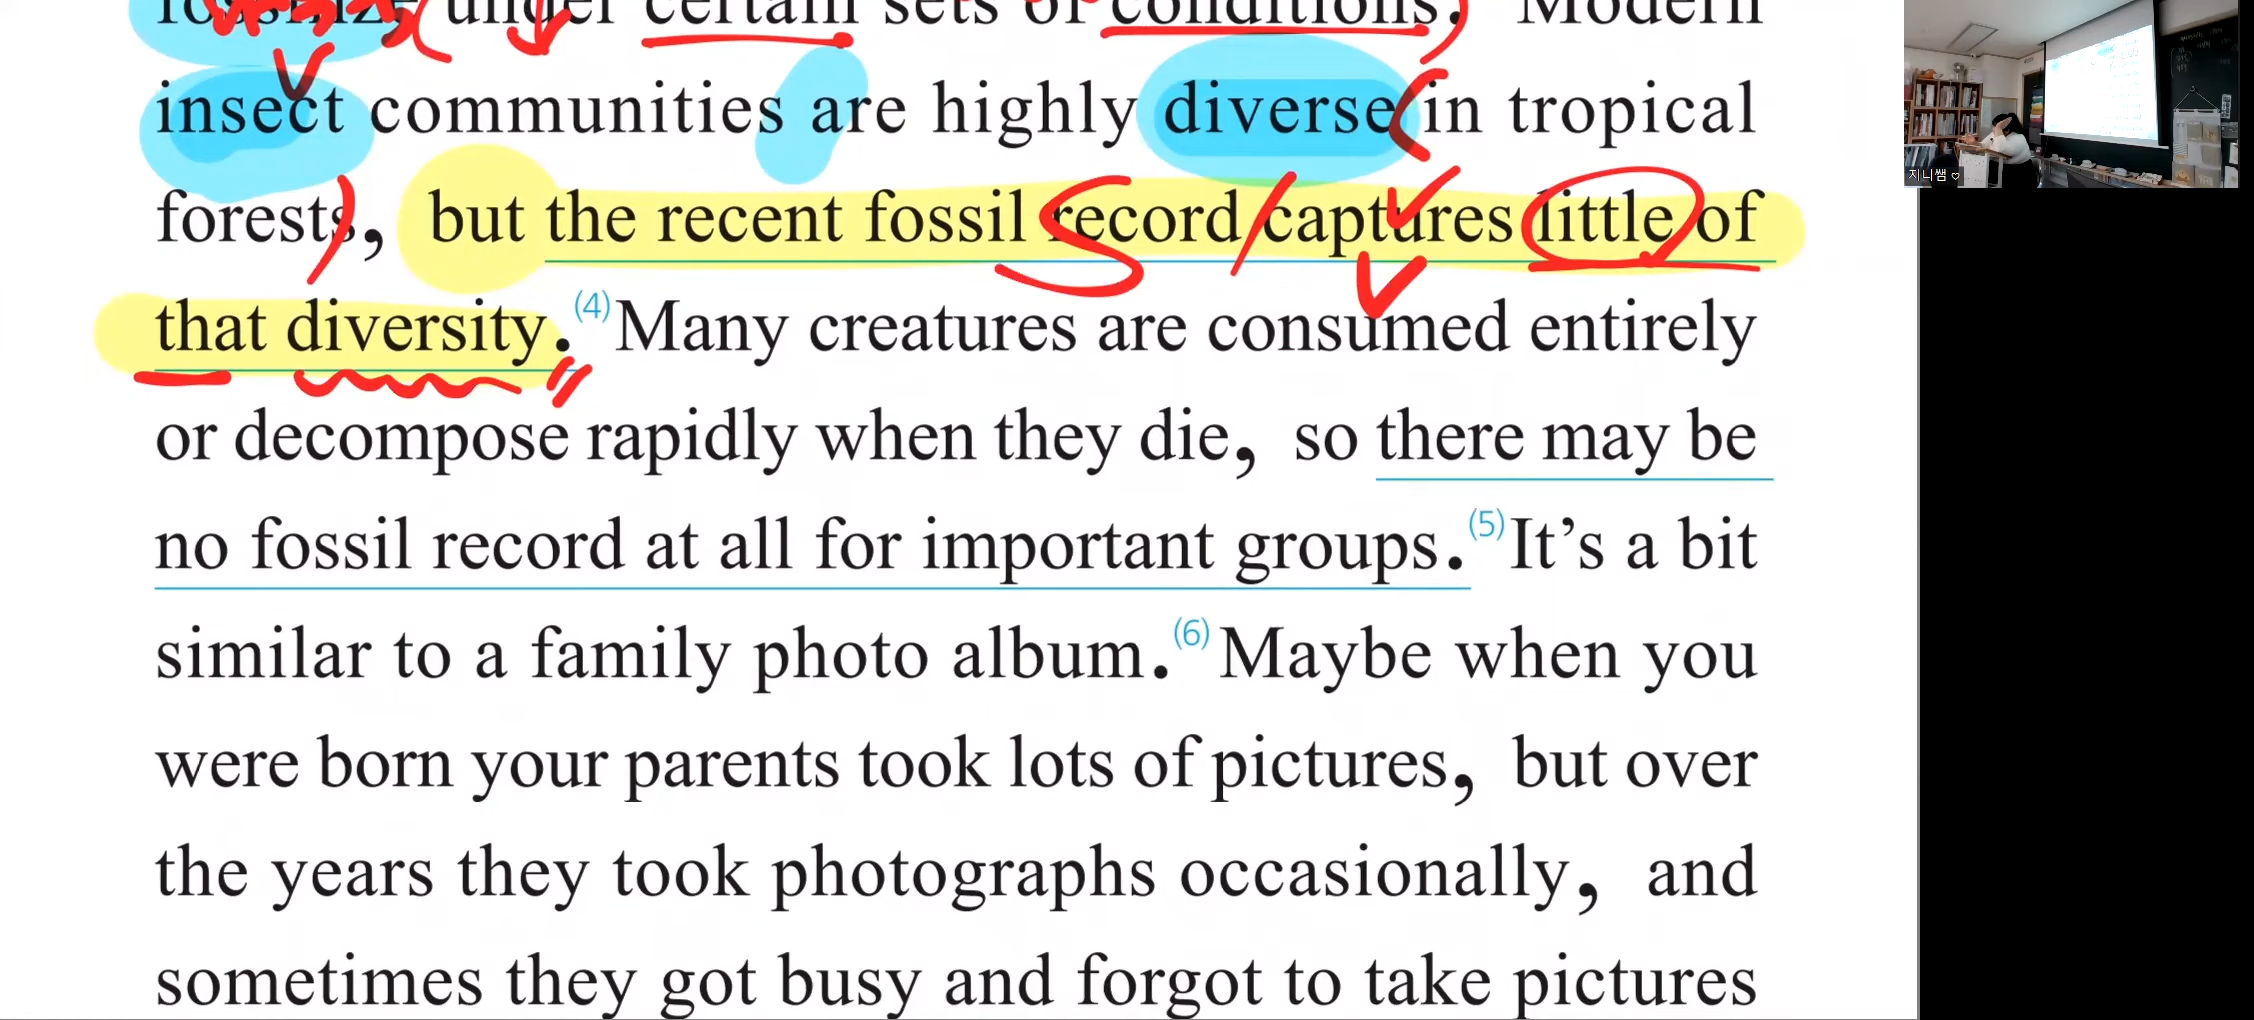 under certain sets of conditions. Modern
insect communities are highly diverse in tropical
forests, but the recent fossil record captures little of
that diversity. (4) Many creatures are consumed entirely
or decompose rapidly when they die, so there may be
no fossil record at all for important groups. (5) It's a bit
similar to a family photo album. (6) Maybe when you
were born your parents took lots of pictures, but over
the years they took photographs occasionally, and
sometimes they got busy and forgot to take pictures
지니쌤 ♡